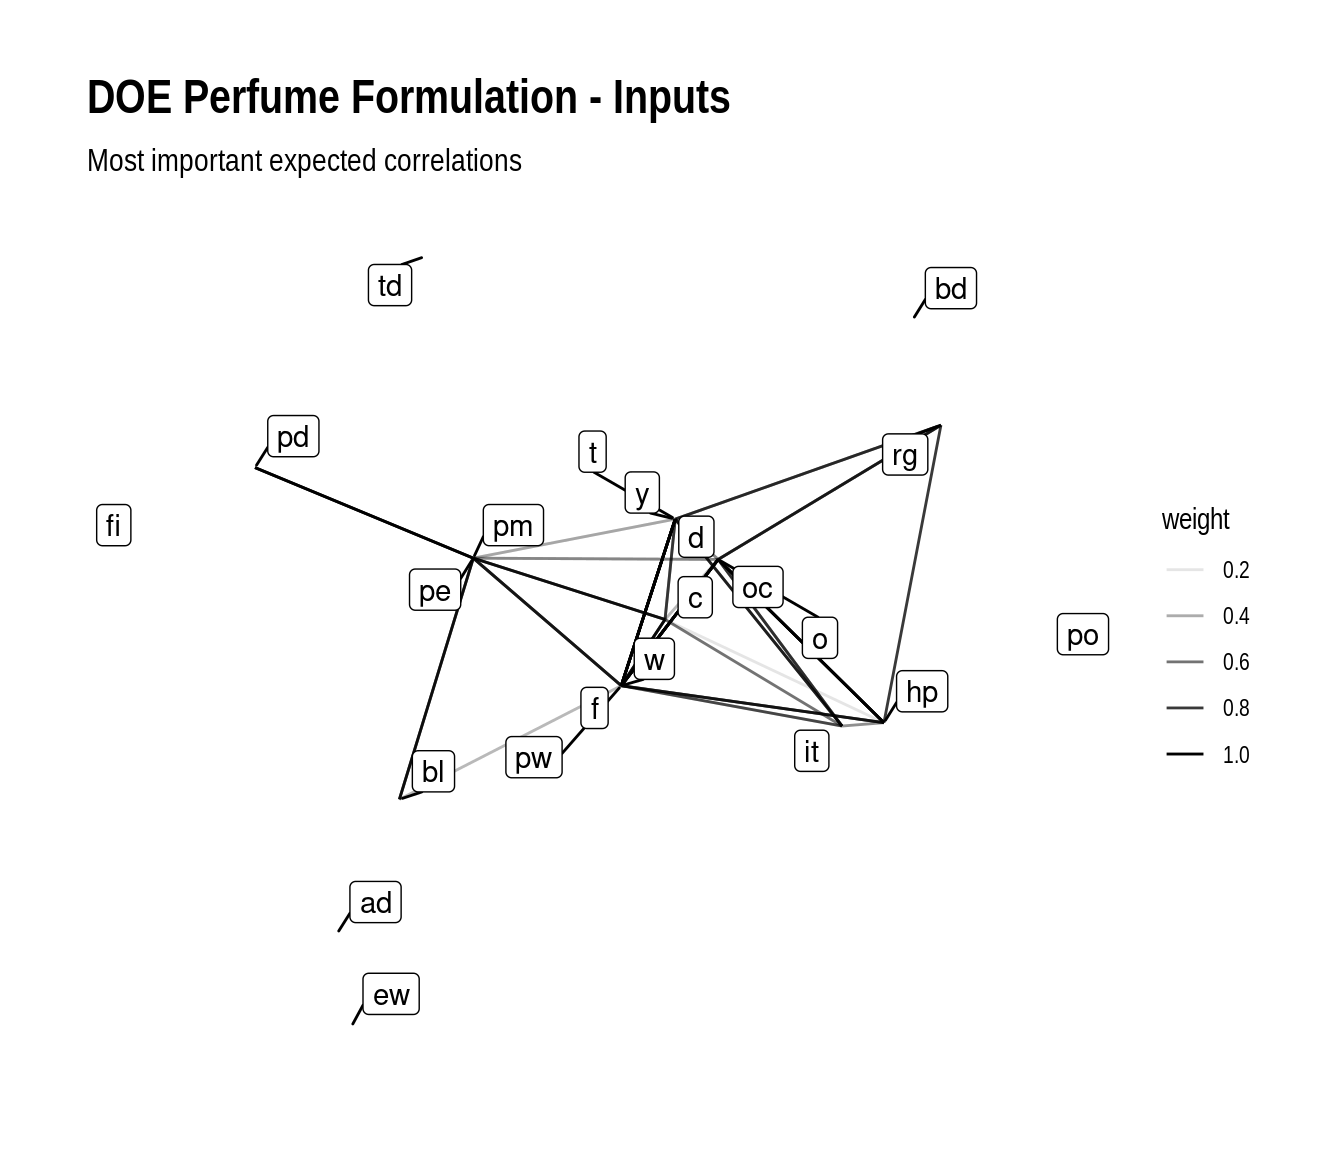 DOE Perfume Formulation - Inputs
Most important expected correlations
td
bd
pd
t
rg
y
fi
pm
d
weight
0.2
pe
c
oc
0.4
po
o
w
0.6
hp
f
0.8
pw
it
1.0
bl
ad
ew